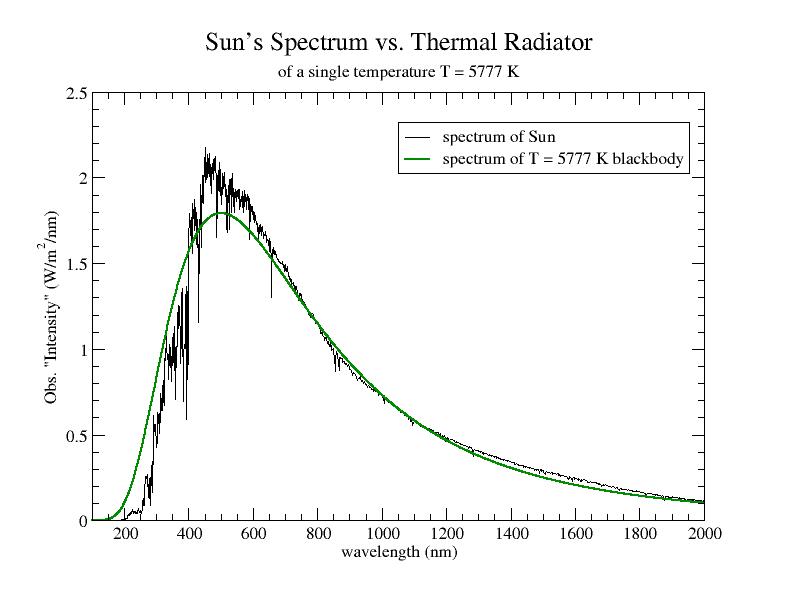 Sun's Spectrum vs. Thermal Radiator
of a single temperature T = 5777 K
spectrum of Sun
spectrum of T = 5777 K blackbody
Obs. "Intensity" (W/m²/nm)
2.5
2
1.5
1
0.5
0
200 400 600 800 1000 1200 1400 1600 1800 2000
wavelength (nm)